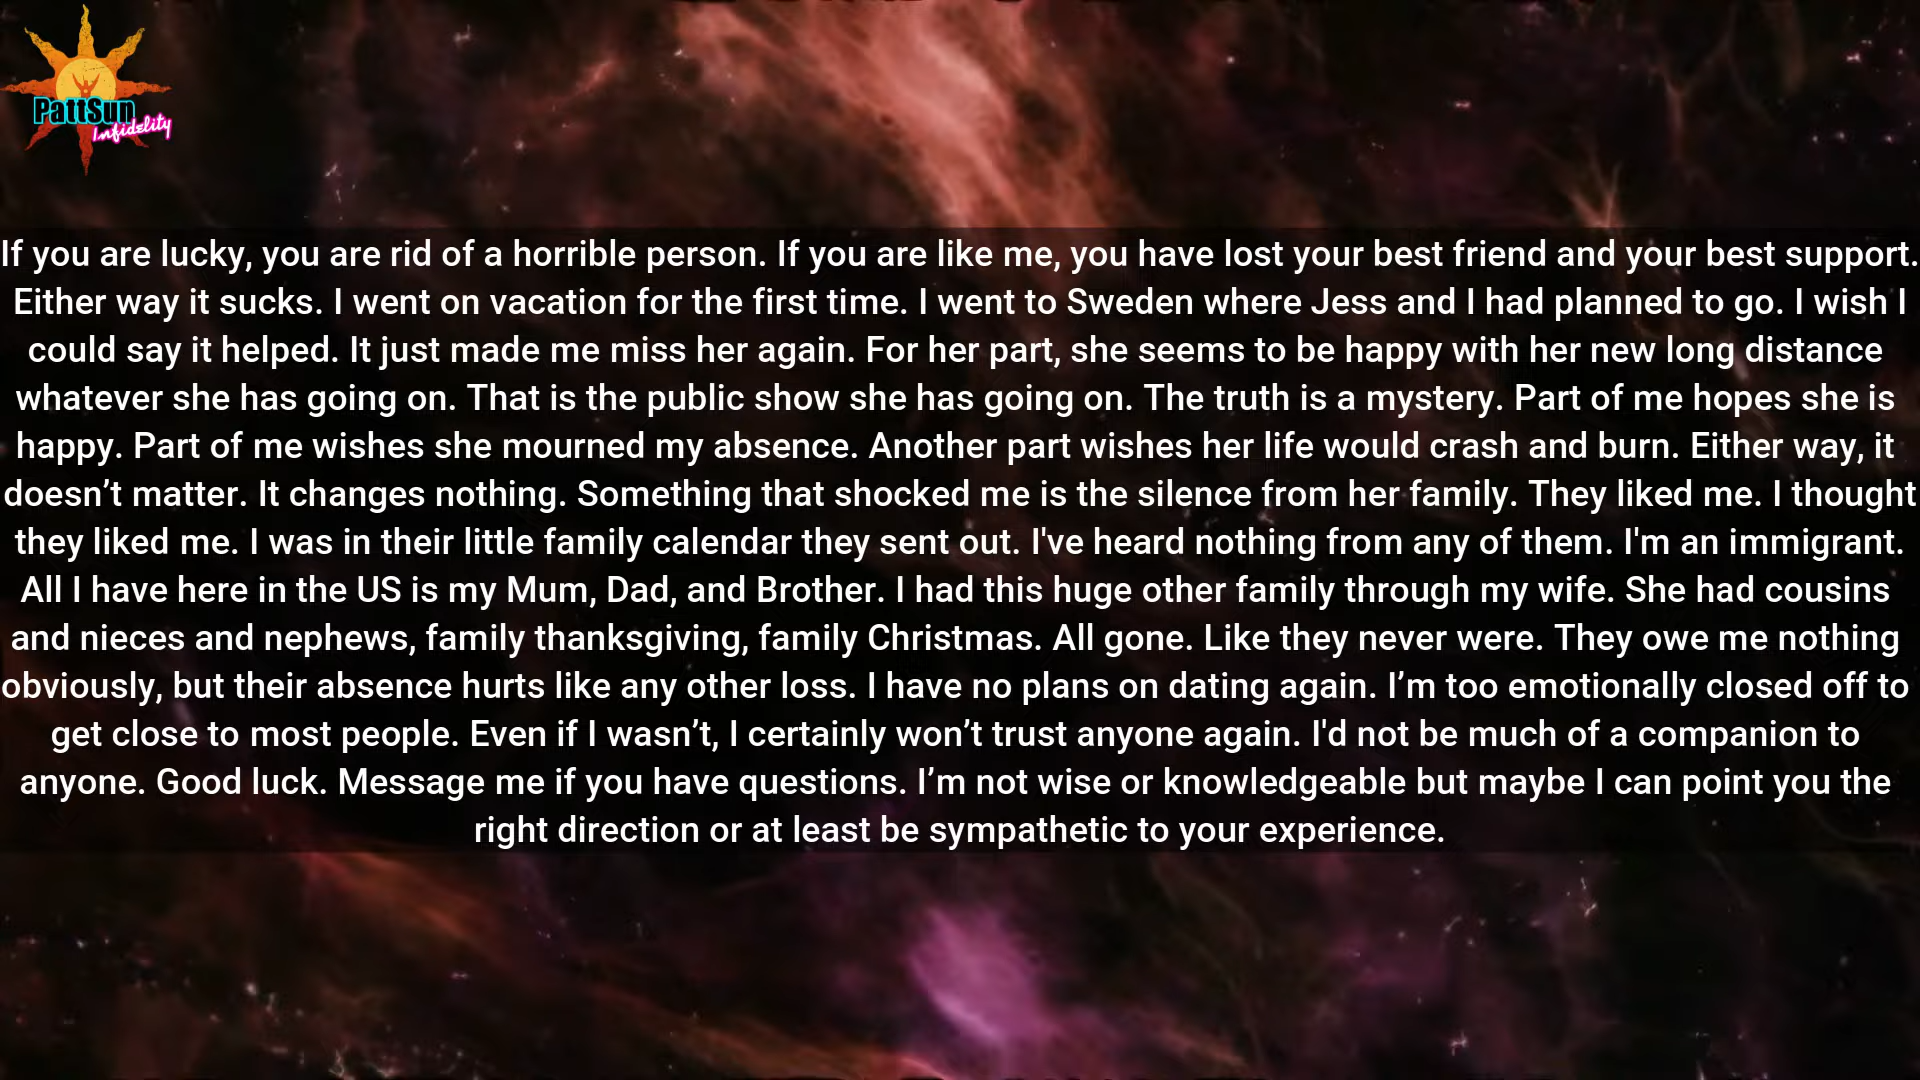 PattSun
Infidelity
If you are lucky, you are rid of a horrible person. If you are like me, you have lost your best friend and your best support.
Either way it sucks. I went on vacation for the first time. I went to Sweden where Jess and I had planned to go. I wish I
could say it helped. It just made me miss her again. For her part, she seems to be happy with her new long distance
whatever she has going on. That is the public show she has going on. The truth is a mystery. Part of me hopes she is
happy. Part of me wishes she mourned my absence. Another part wishes her life would crash and burn. Either way, it
doesn’t matter. It changes nothing. Something that shocked me is the silence from her family. They liked me. I thought
they liked me. I was in their little family calendar they sent out. I've heard nothing from any of them. I'm an immigrant.
All I have here in the US is my Mum, Dad, and Brother. I had this huge other family through my wife. She had cousins
and nieces and nephews, family thanksgiving, family Christmas. All gone. Like they never were. They owe me nothing
obviously, but their absence hurts like any other loss. I have no plans on dating again. I’m too emotionally closed off to
get close to most people. Even if I wasn’t, I certainly won’t trust anyone again. I'd not be much of a companion to
anyone. Good luck. Message me if you have questions. I’m not wise or knowledgeable but maybe I can point you the
right direction or at least be sympathetic to your experience.